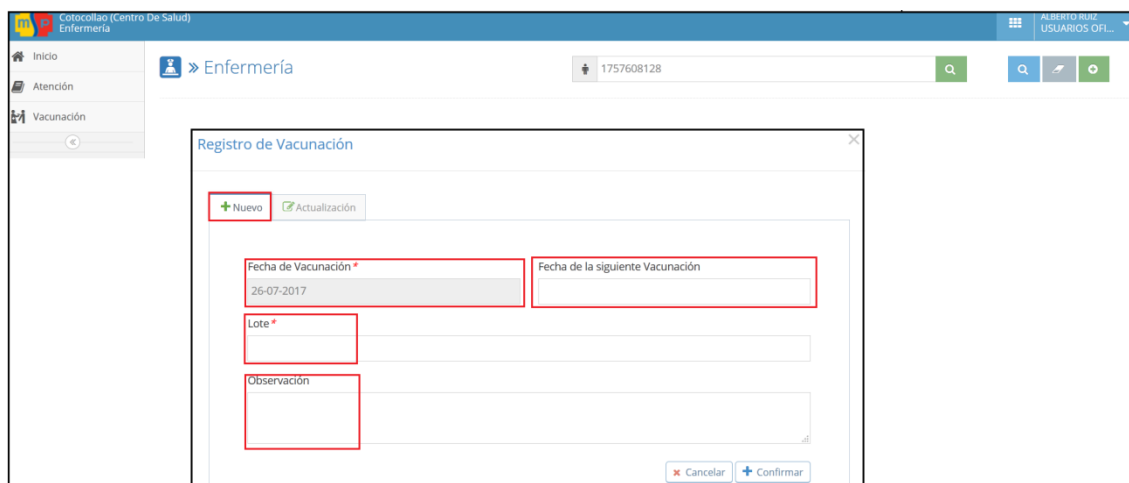 Cotocollao (Centro De Salud)
Enfermería
ALBERTO RUIZ
USUARIOS OFI...
Inicio
Atención
Vacunación
» Enfermería
1757608128
Registro de Vacunación
Nuevo
Actualización
Fecha de Vacunación *
Fecha de la siguiente Vacunación
26-07-2017
Lote *
Observación
Cancelar
Confirmar